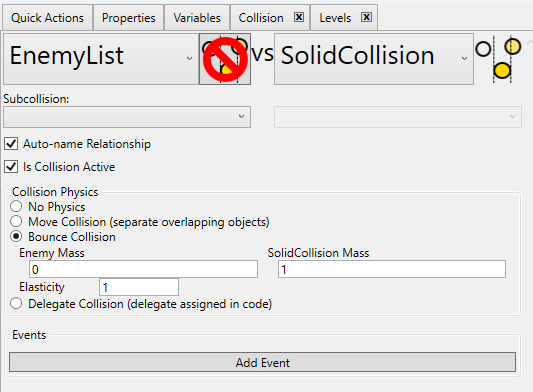 Quick Actions Properties Variables Collision Levels
EnemyList vs SolidCollision
Subcollision:
Auto-name Relationship
Is Collision Active
Collision Physics
No Physics
Move Collision (separate overlapping objects)
Bounce Collision
Enemy Mass SolidCollision Mass
0 1
Elasticity 1
Delegate Collision (delegate assigned in code)
Events
Add Event